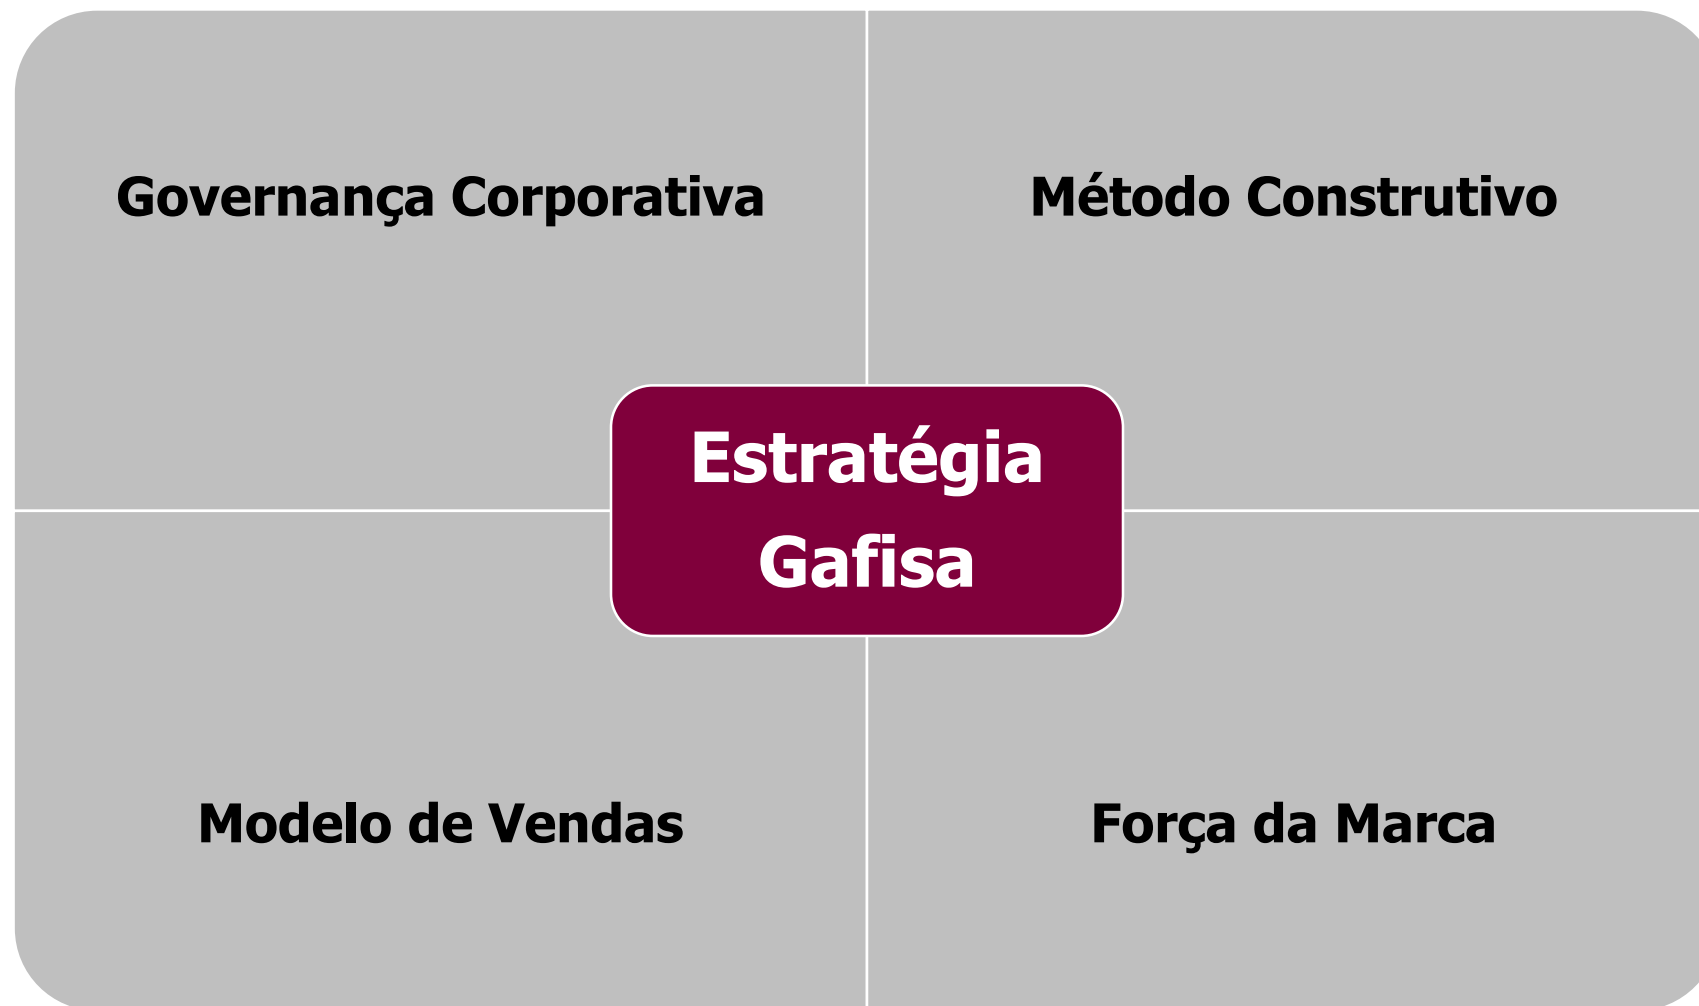 Governança Corporativa
Método Construtivo
Estratégia
Gafisa
Modelo de Vendas
Força da Marca